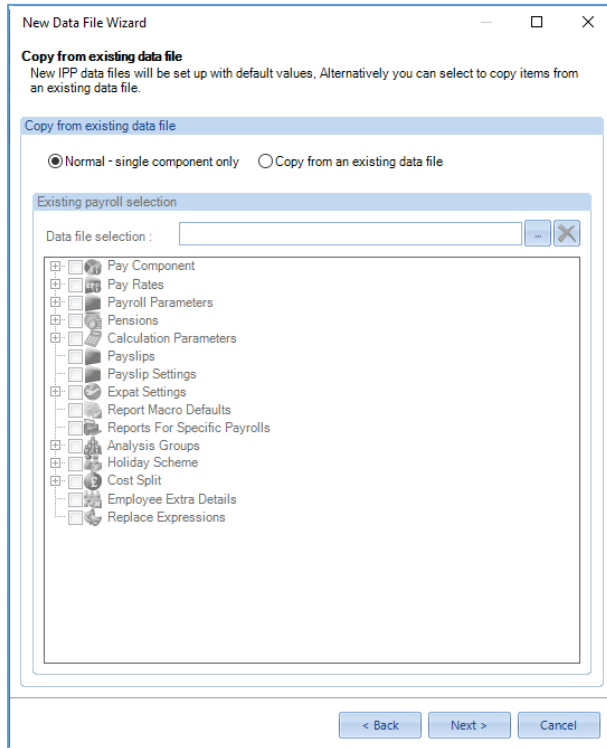 New Data File Wizard
Copy from existing data file
New IPP data files will be set up with default values, Alternatively you can select to copy items from
an existing data file.
Copy from existing data file
Normal - single component only Copy from an existing data file
Existing payroll selection
Data file selection : ...
Pay Component
Pay Rates
Payroll Parameters
Pensions
Calculation Parameters
Payslips
Payslip Settings
Expat Settings
Report Macro Defaults
Reports For Specific Payrolls
Analysis Groups
Holiday Scheme
Cost Split
Employee Extra Details
Replace Expressions
< Back Next > Cancel